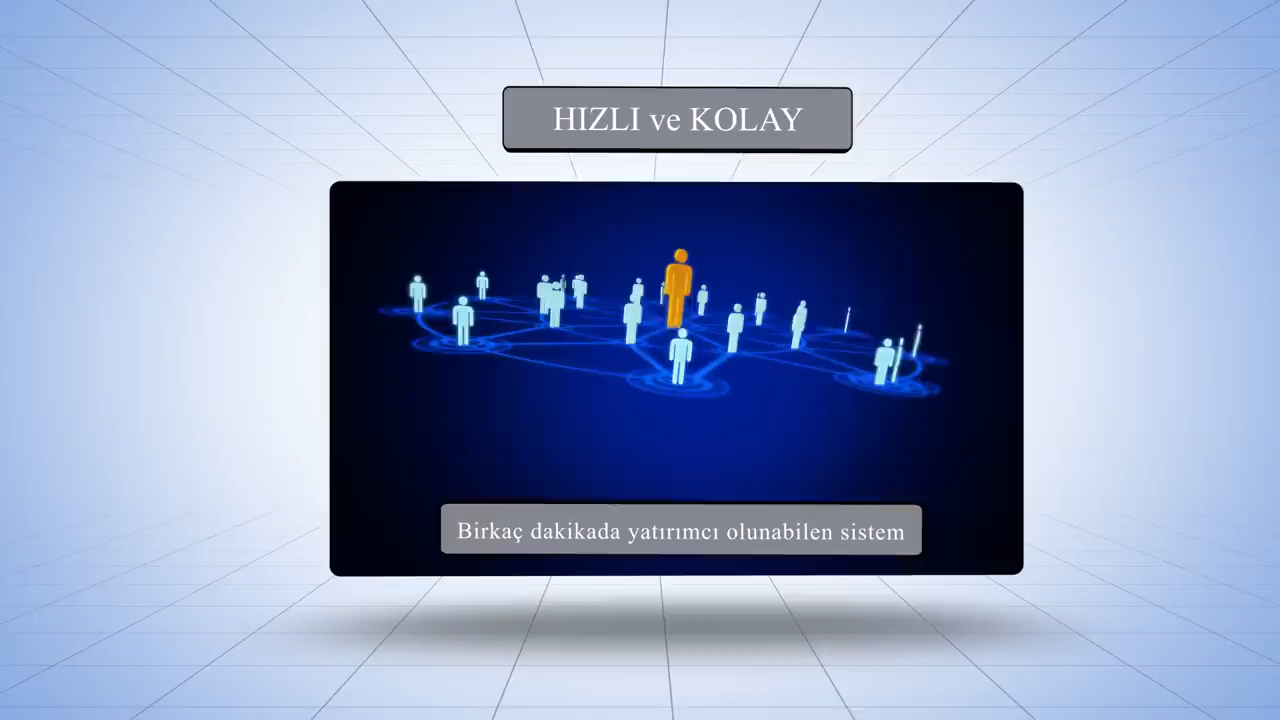 HIZLI ve KOLAY
Birkaç dakikada yatırımcı olunabilen sistem